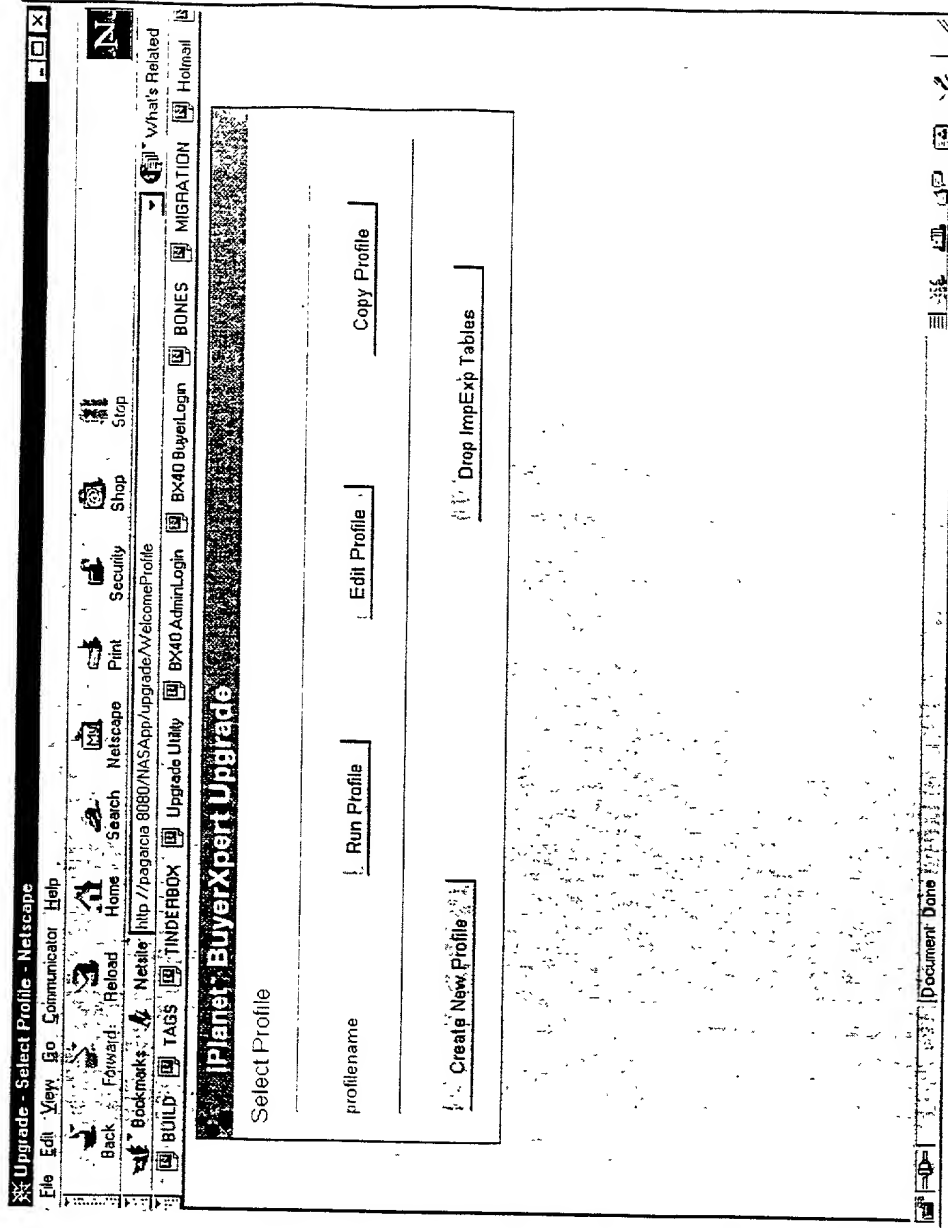 Upgrade - Select Profile - Netscape
File Edit View Go Communicator Help
Back Forward Reload Home Search Netscape Print Security Shop Stop
Bookmarks Netsite http://pagarcia 8080/NASApp/upgrade/WelcomeProfile What's Related
BUILD TAGS TINDERBOX Upgrade Utility BX40 AdminLogin BX40 BuyerLogin BONES MIGRATION Hotmail
iPlanet BuyerXpert Upgrade
Select Profile
profilename Run Profile Edit Profile Copy Profile
Create New Profile Drop ImpExp Tables
Document Done